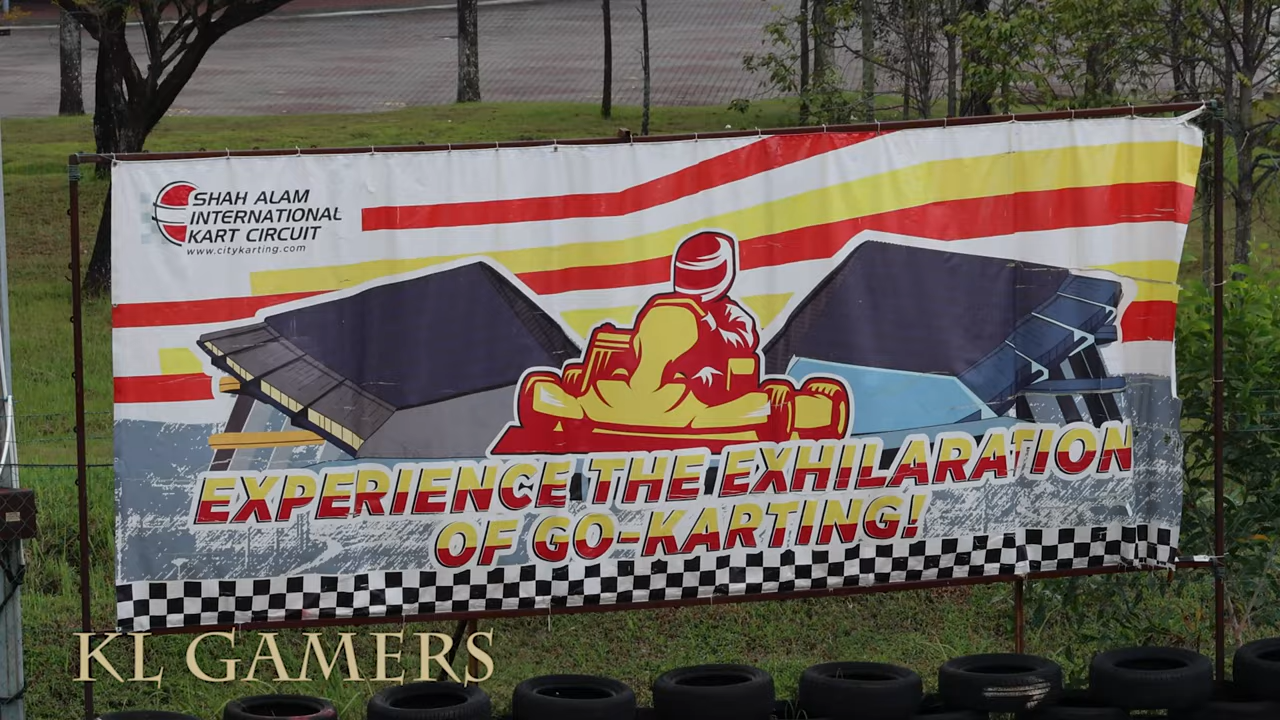 SHAH ALAM
INTERNATIONAL
KART CIRCUIT
www.citykarting.com
EXPERIENCE THE EXHILARATION
OF GO-KARTING!
KL GAMERS